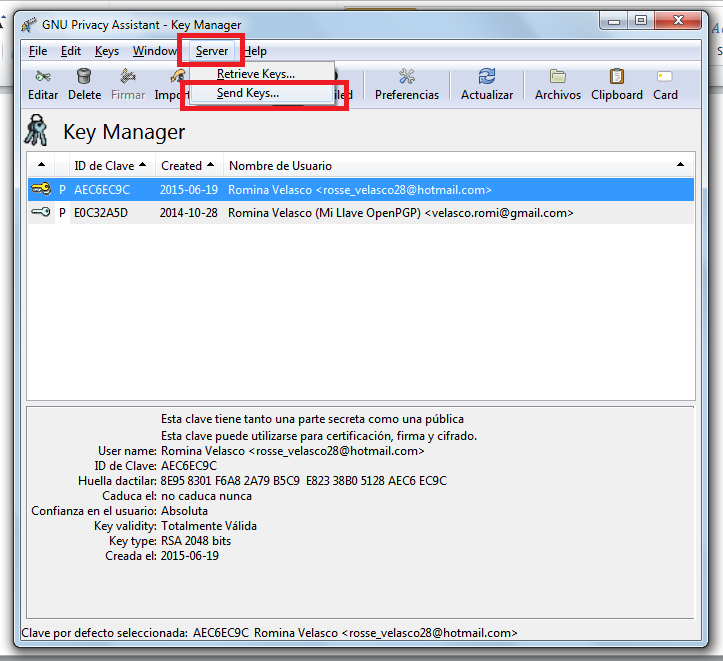 GNU Privacy Assistant - Key Manager
File Edit Keys Window Server Help
Retrieve Keys...
Send Keys...
Editar Delete Firmar Preferencias Actualizar Archivos Clipboard Card
Key Manager
ID de Clave Created Nombre de Usuario
P AEC6EC9C 2015-06-19 Romina Velasco <rosse_velasco28@hotmail.com>
P E0C32A5D 2014-10-28 Romina Velasco (Mi Llave OpenPGP) <velasco.romi@gmail.com>
Esta clave tiene tanto una parte secreta como una pública
Esta clave puede utilizarse para certificación, firma y cifrado.
User name: Romina Velasco <rosse_velasco28@hotmail.com>
ID de Clave: AEC6EC9C
Huella dactilar: 8E95 8301 F6A8 2A79 B5C9 E823 38B0 5128 AEC6 EC9C
Caduca el: no caduca nunca
Confianza en el usuario: Absoluta
Key validity: Totalmente Válida
Key type: RSA 2048 bits
Creada el: 2015-06-19
Clave por defecto seleccionada: AEC6EC9C Romina Velasco <rosse_velasco28@hotmail.com>